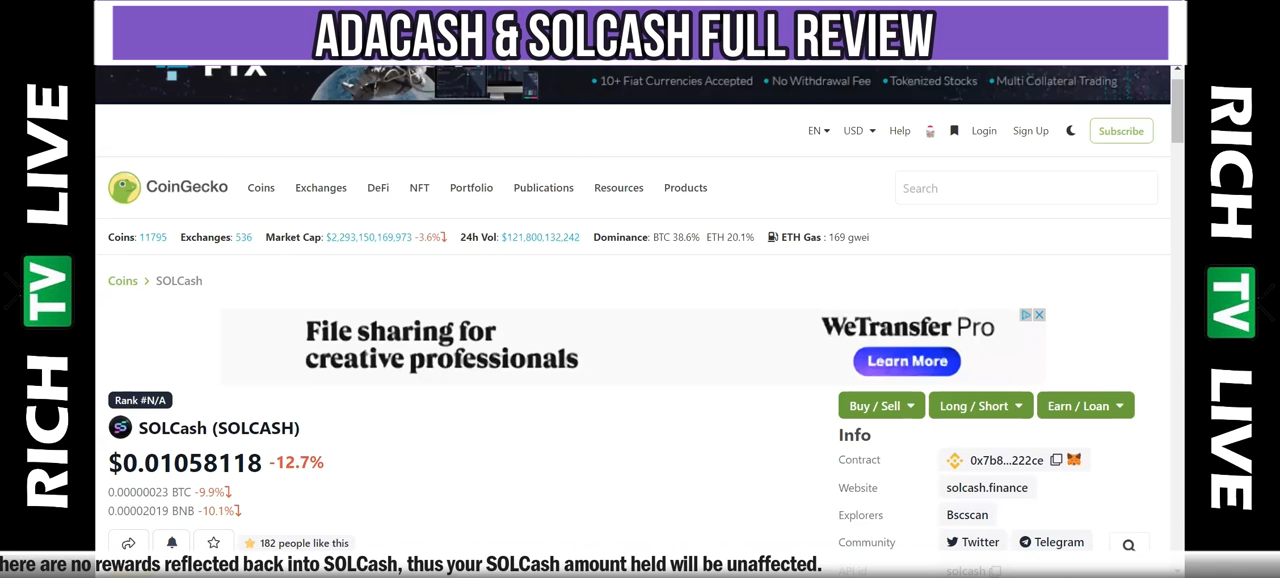 ADACASH & SOLCASH FULL REVIEW
FTX
• 10+ Fiat Currencies Accepted • No Withdrawal Fee • Tokenized Stocks • Multi Collateral Trading
EN USD Help Login Sign Up Subscribe
CoinGecko Coins Exchanges DeFi NFT Portfolio Publications Resources Products Search
Coins: 11795 Exchanges: 536 Market Cap: $2,293,150,169,973 -3.6% 24h Vol: $121,800,132,242 Dominance: BTC 38.6% ETH 20.1% ETH Gas: 169 gwei
Coins > SOLCash
File sharing for
creative professionals
WeTransfer Pro
Learn More
Rank #N/A
SOLCash (SOLCASH)
$0.01058118 -12.7%
0.00000023 BTC -9.9%
0.00002019 BNB -10.1%
182 people like this
Buy / Sell Long / Short Earn / Loan
Info
Contract 0x7b8...222ce
Website solcash.finance
Explorers Bscscan
Community Twitter Telegram
API id solcash
here are no rewards reflected back into SOLCash, thus your SOLCash amount held will be unaffected.
RICH TV LIVE
RICH TV LIVE